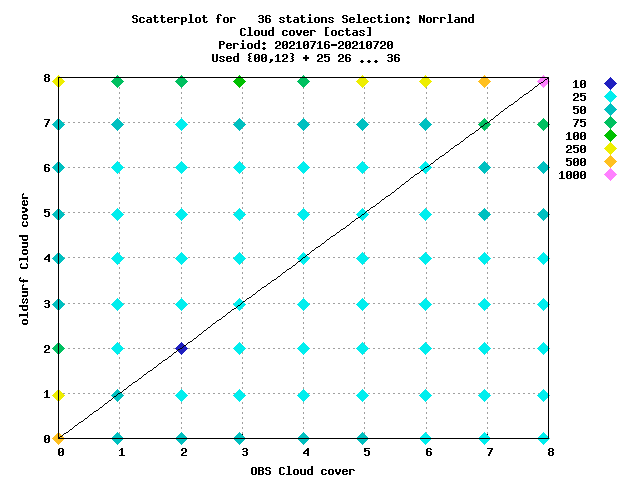 Scatterplot for   36 stations Selection: Norrland
Cloud cover [octas]
Period: 20210716-20210720
Used {00,12} + 25 26 ... 36
8
7
6
5
4
3
2
1
0
oldsurf Cloud cover
0 1 2 3 4 5 6 7 8
OBS Cloud cover
10
25
50
75
100
250
500
1000